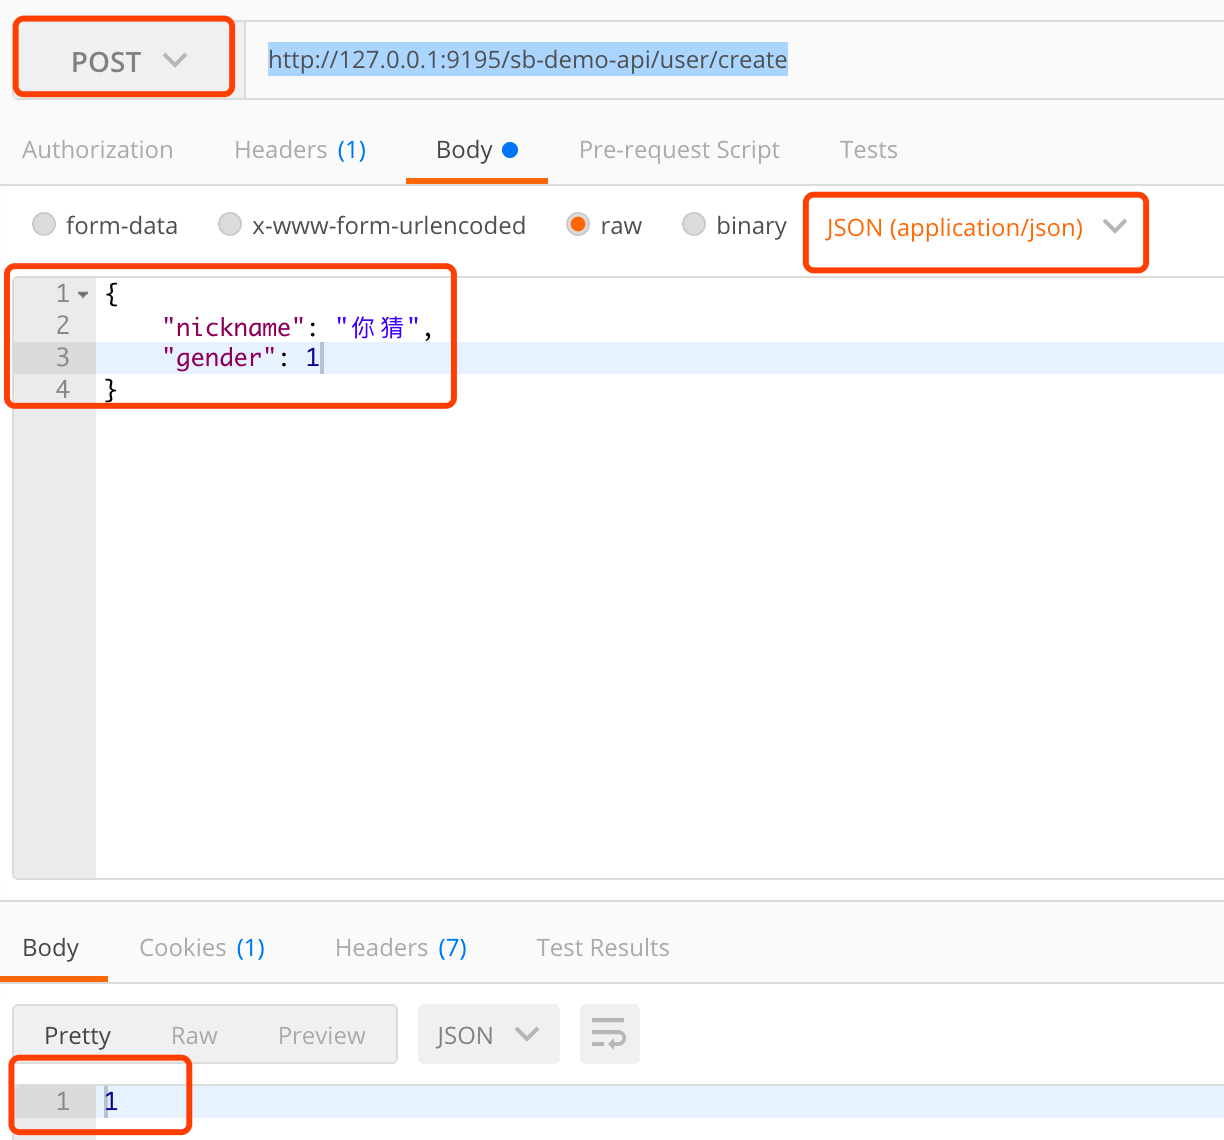 POST http://127.0.0.1:9195/sb-demo-api/user/create
Authorization Headers (1) Body Pre-request Script Tests
form-data x-www-form-urlencoded raw binary JSON (application/json)
1 {
2 "nickname": "你猜",
3 "gender": 1
4 }
Body Cookies (1) Headers (7) Test Results
Pretty Raw Preview JSON
1 1